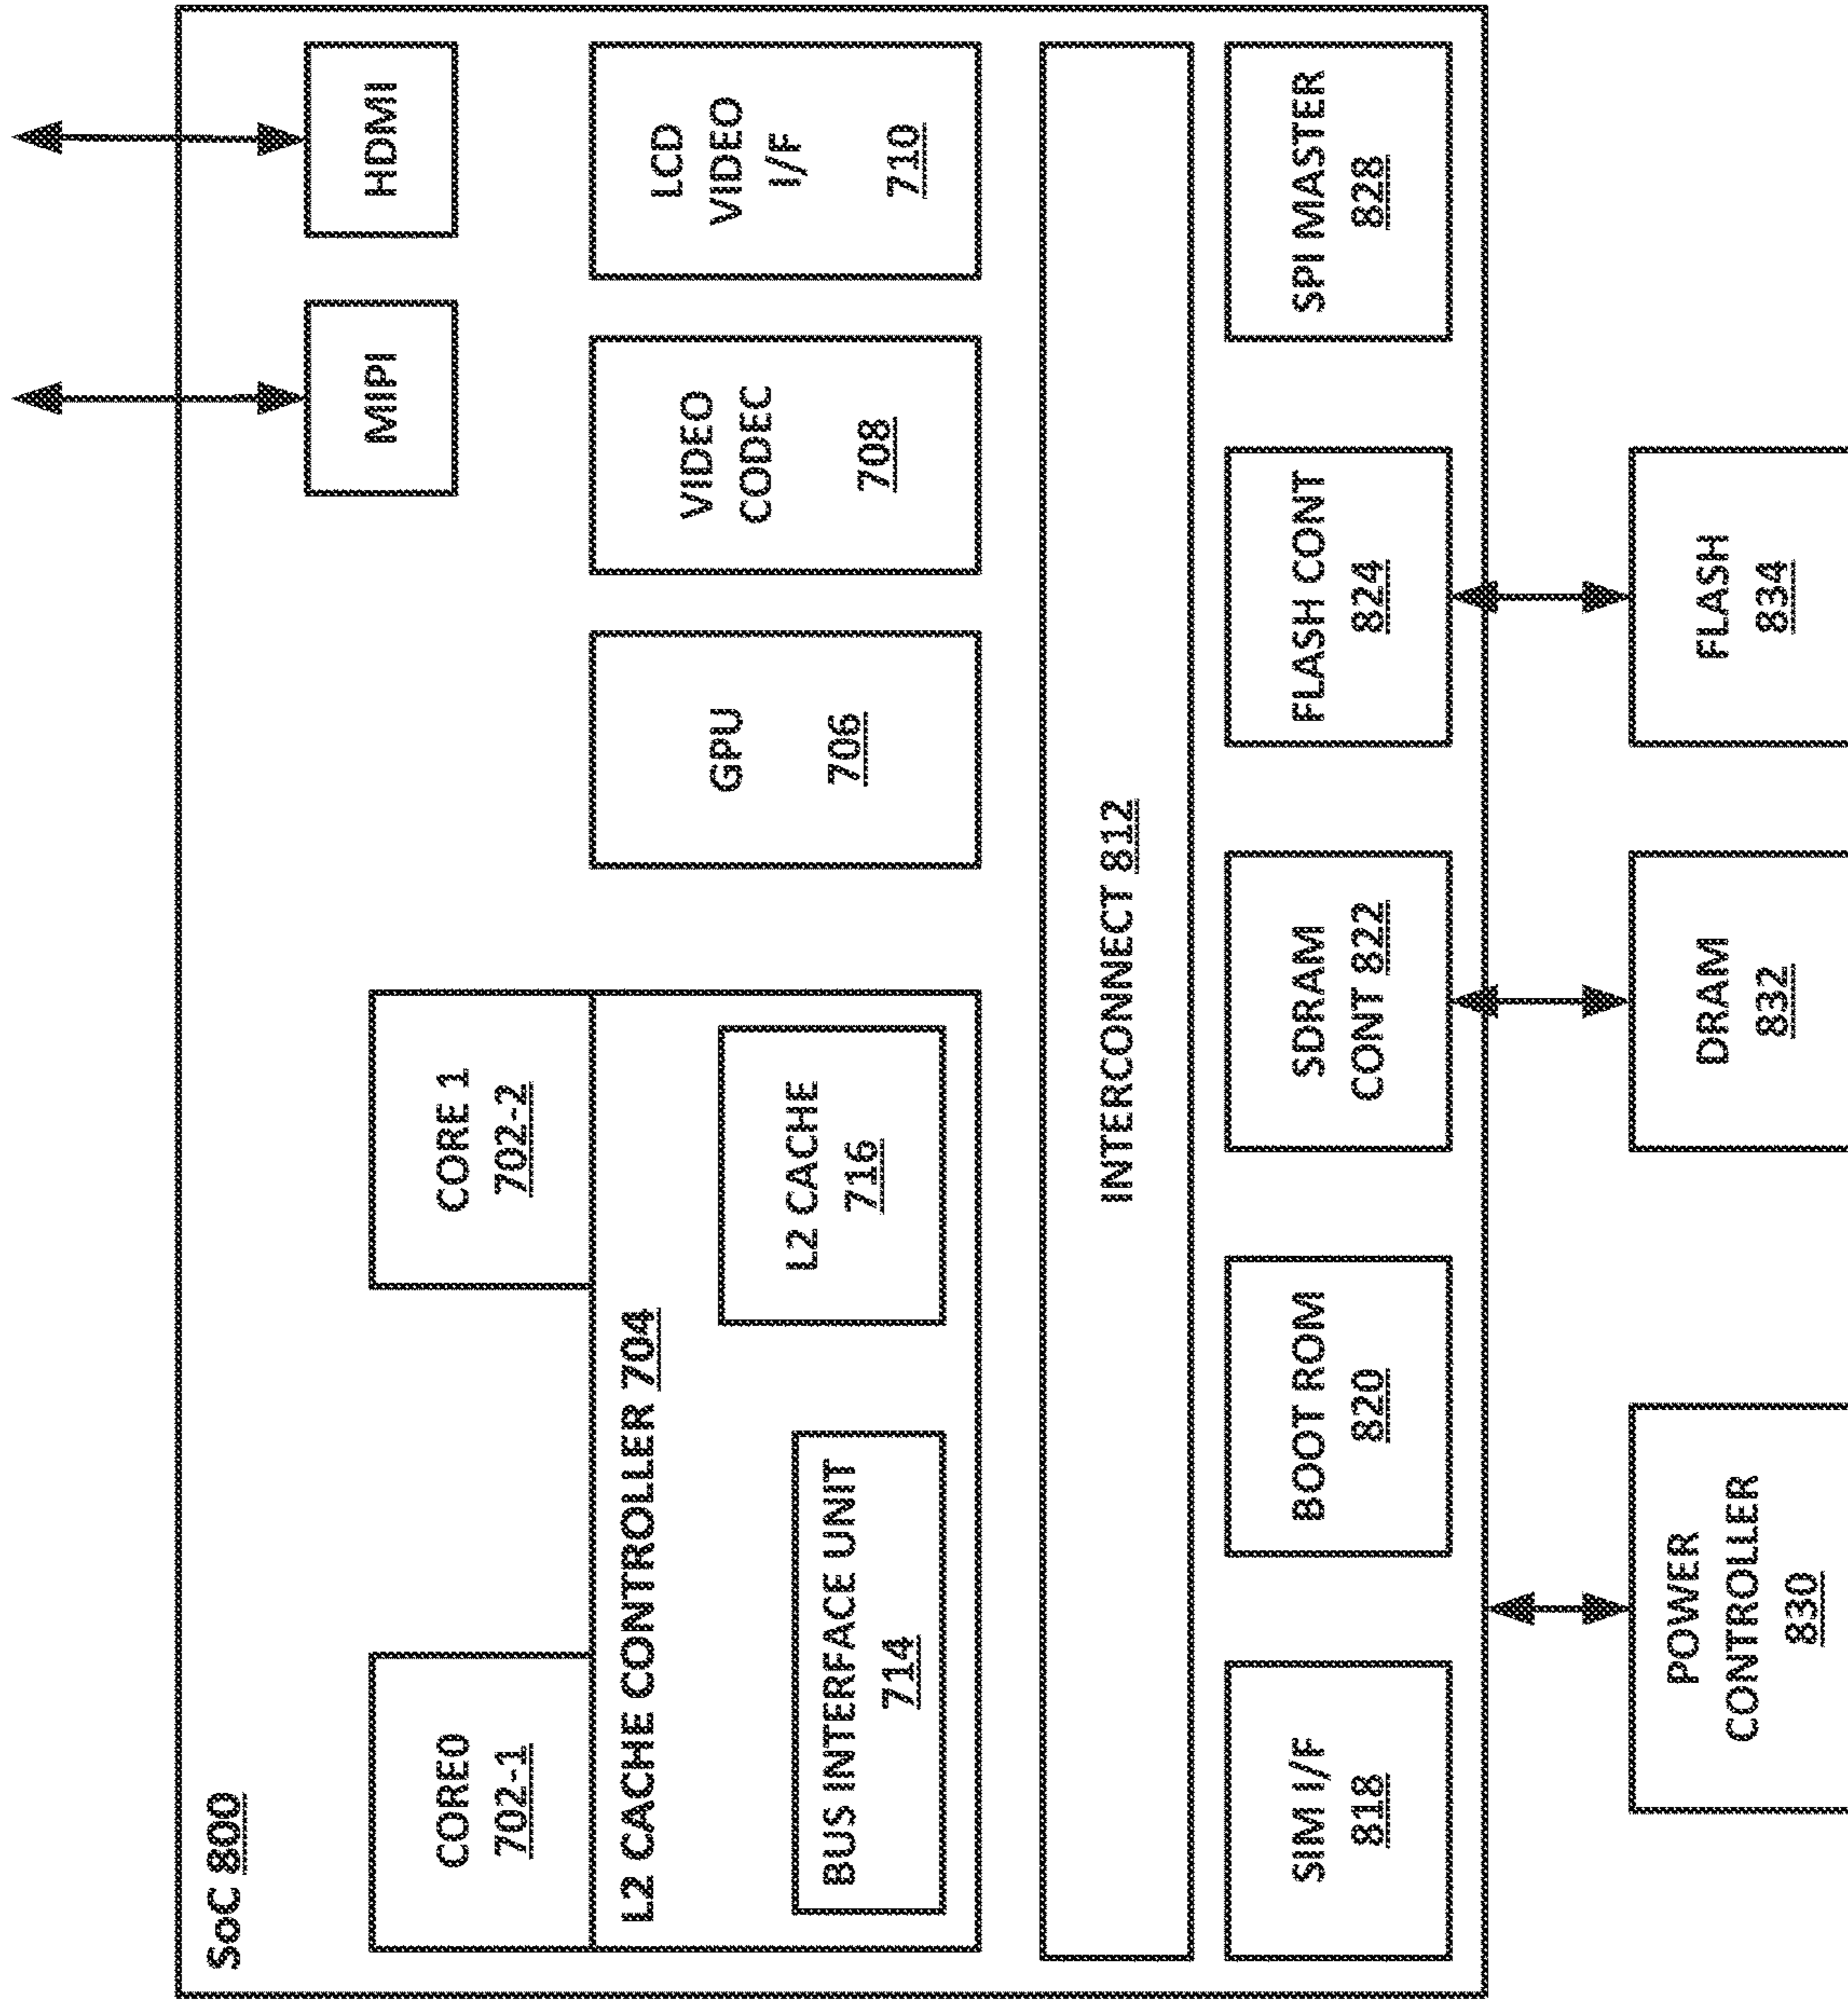 SoC 800
MIPI
HDMI
CORE0
702-1
CORE 1
702-2
L2 CACHE CONTROLLER 704
BUS INTERFACE UNIT
714
L2 CACHE
716
GPU
706
VIDEO
CODEC
708
LCD
VIDEO
I/F
710
INTERCONNECT 812
SIM I/F
818
BOOT ROM
820
SDRAM
CONT 822
FLASH CONT
824
SPI MASTER
828
POWER
CONTROLLER
830
DRAM
832
FLASH
834